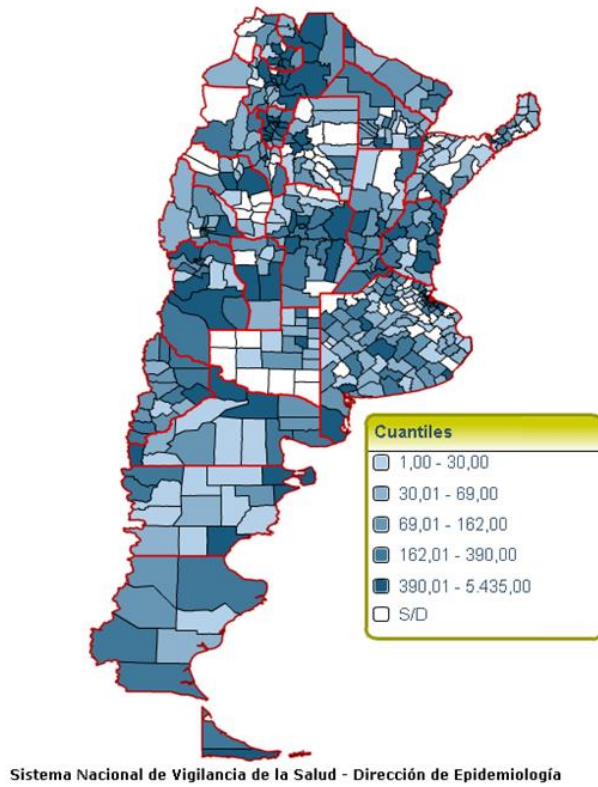 Cuantiles
1,00 - 30,00
30,01 - 69,00
69,01 - 162,00
162,01 - 390,00
390,01 - 5.435,00
S/D
Sistema Nacional de Vigilancia de la Salud - Dirección de Epidemiología